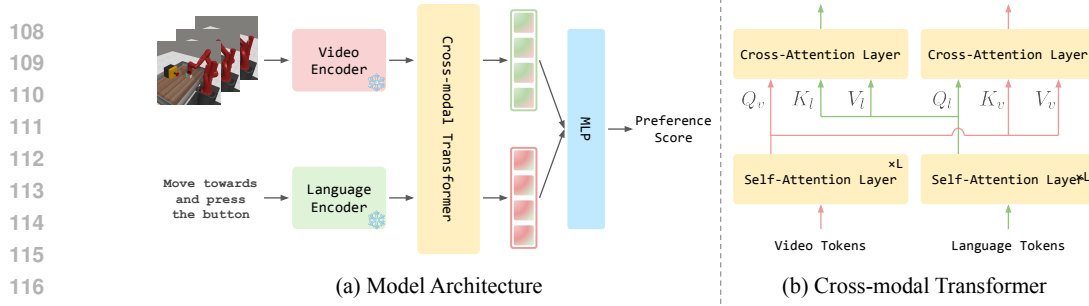 108
109
110
111
112
113
114
115
116
Video
Encoder
Move towards
and press
the button
Language
Encoder
Cross-modal Transformer
MLP
Preference
Score
(a) Model Architecture
Cross-Attention Layer
Cross-Attention Layer
Q_v K_l V_l Q_l K_v V_v
×L
×L
Self-Attention Layer
Self-Attention Layer
Video Tokens
Language Tokens
(b) Cross-modal Transformer